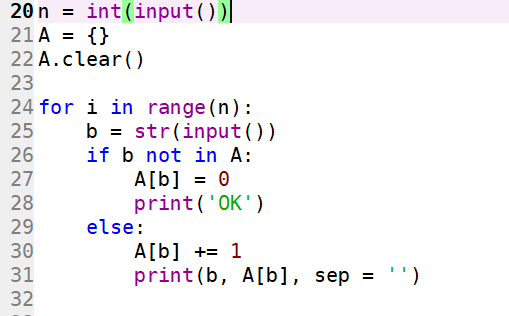 20 n = int(input())
21 A = {}
22 A.clear()
23
24 for i in range(n):
25     b = str(input())
26     if b not in A:
27         A[b] = 0
28         print('OK')
29     else:
30         A[b] += 1
31         print(b, A[b], sep = '')
32